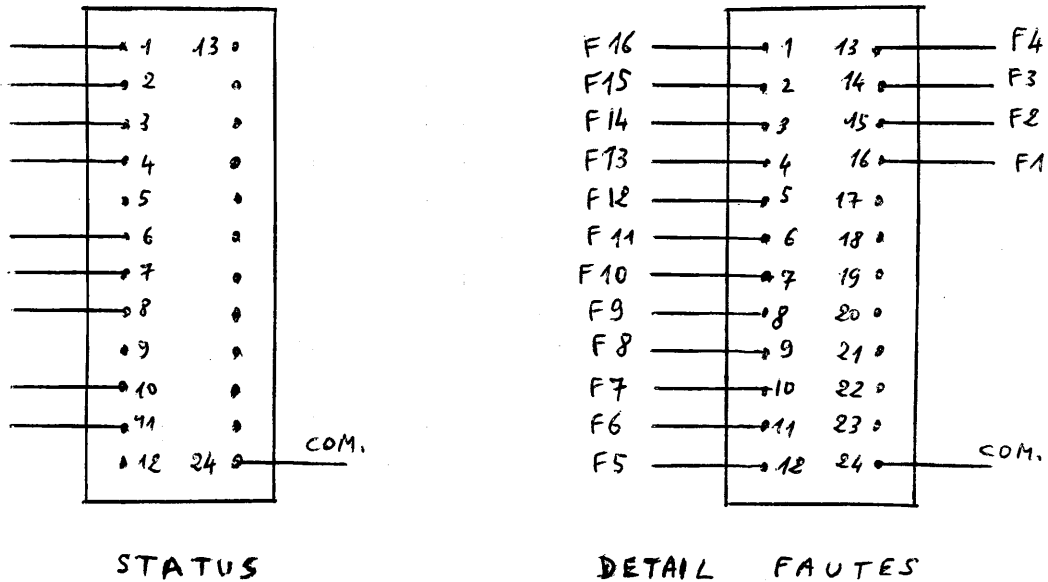 1 13
2
3
4
5
6
7
8
9
10
11
12 24 COM.
STATUS
F16 1 13 F4
F15 2 14 F3
F14 3 15 F2
F13 4 16 F1
F12 5 17
F11 6 18
F10 7 19
F9 8 20
F8 9 21
F7 10 22
F6 11 23
F5 12 24 COM.
DETAIL FAUTES